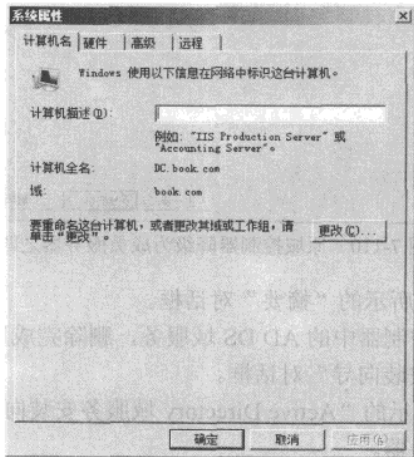 系统属性
计算机名 硬件 高级 远程
Windows 使用以下信息在网络中标识这台计算机。
计算机描述(D):
例如: "IIS Production Server" 或
"Accounting Server"。
计算机全名: DC.book.com
域: book.com
要重命名这台计算机，或者更改其域或工作组，请
单击“更改”。
更改(C)...
确定 取消 应用(A)